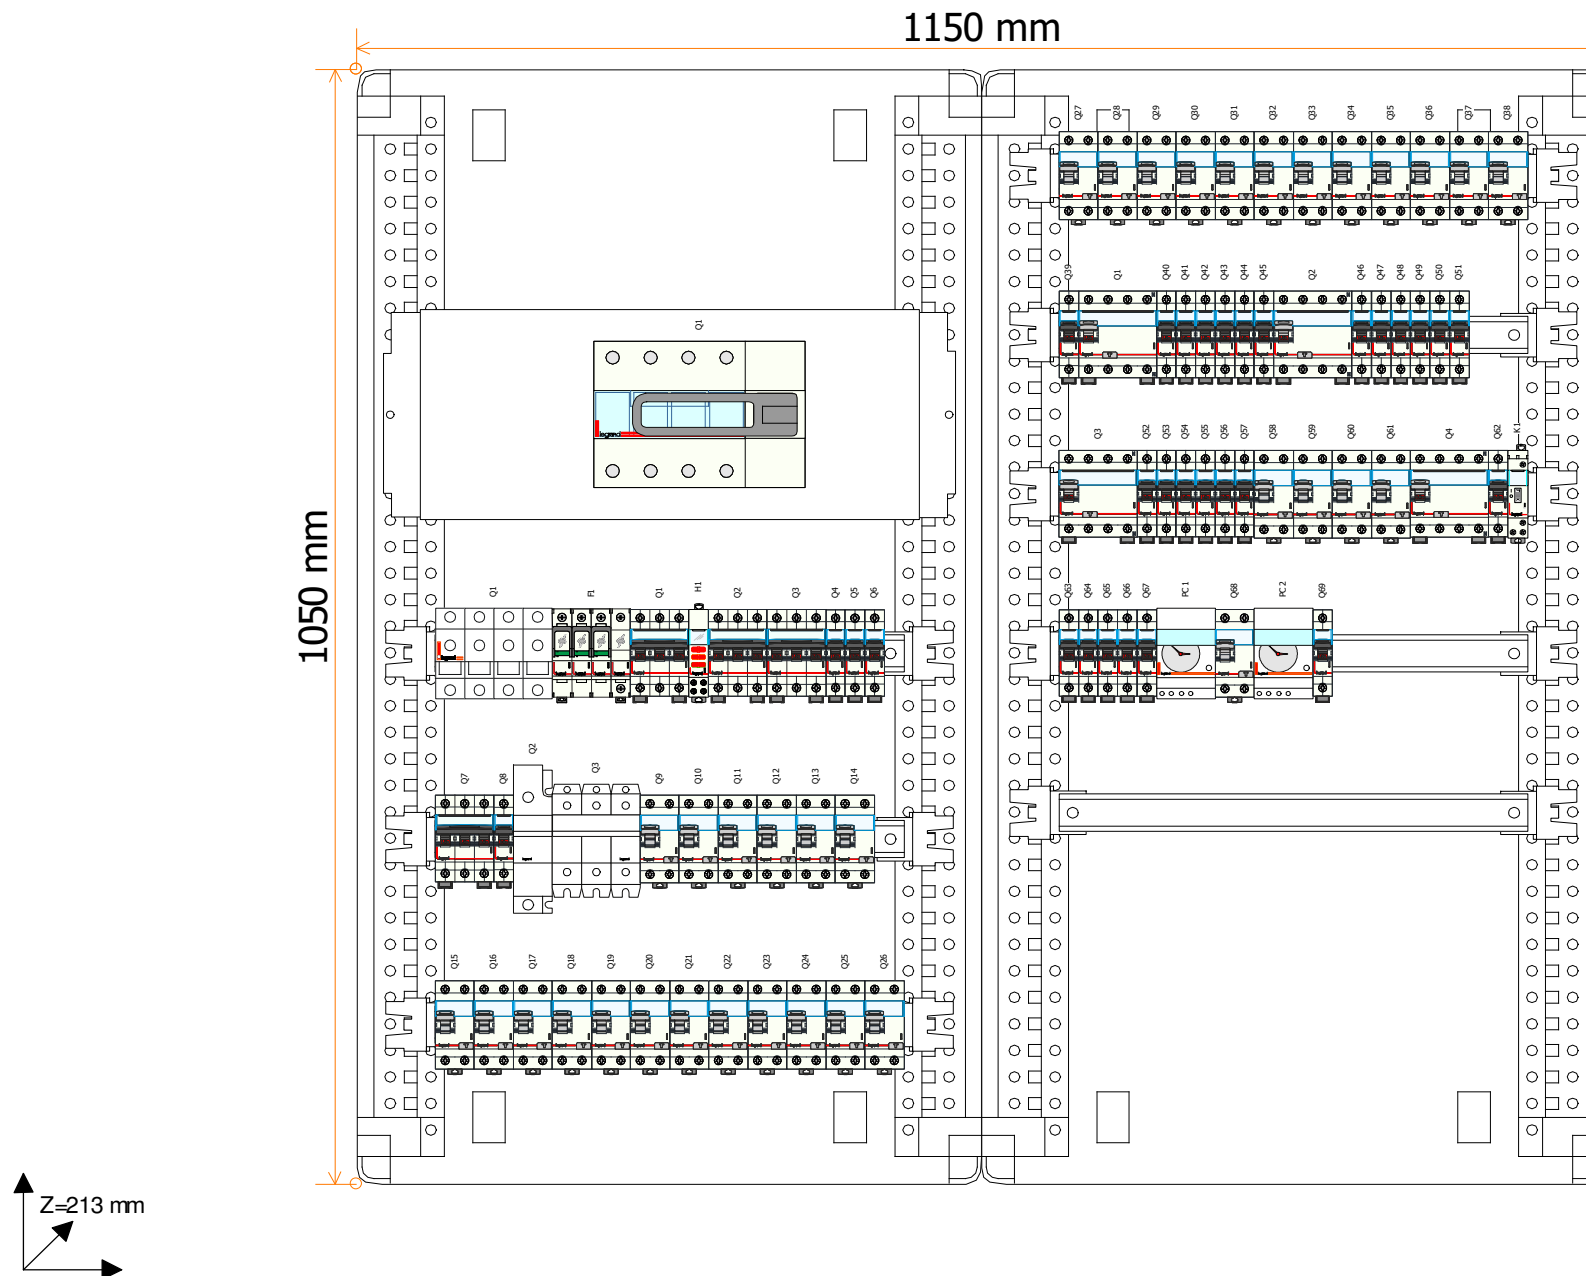 1150 mm
Q27 Q28 Q29 Q30 Q31 Q32 Q33 Q34 Q35 Q36 Q37 Q38
Q39 Q1 Q40 Q41 Q42 Q43 Q44 Q45 Q2 Q46 Q47 Q48 Q49 Q50 Q51
Q1
legrand
Q3 Q52 Q53 Q54 Q55 Q56 Q57 Q58 Q59 Q60 Q61 Q4 Q62 K1
1050 mm
Q1 F1 Q1 H1 Q2 Q3 Q4 Q5 Q6
Q63 Q64 Q65 Q66 Q67 PC1 Q68 PC2 Q69
Q7 Q8 Q2 Q3 Q9 Q10 Q11 Q12 Q13 Q14
Q15 Q16 Q17 Q18 Q19 Q20 Q21 Q22 Q23 Q24 Q25 Q26
Z=213 mm